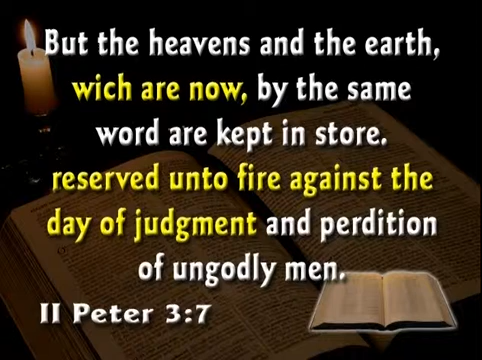 But the heavens and the earth,
wich are now, by the same
word are kept in store.
reserved unto fire against the
day of judgment and perdition
of ungodly men.
II Peter 3:7